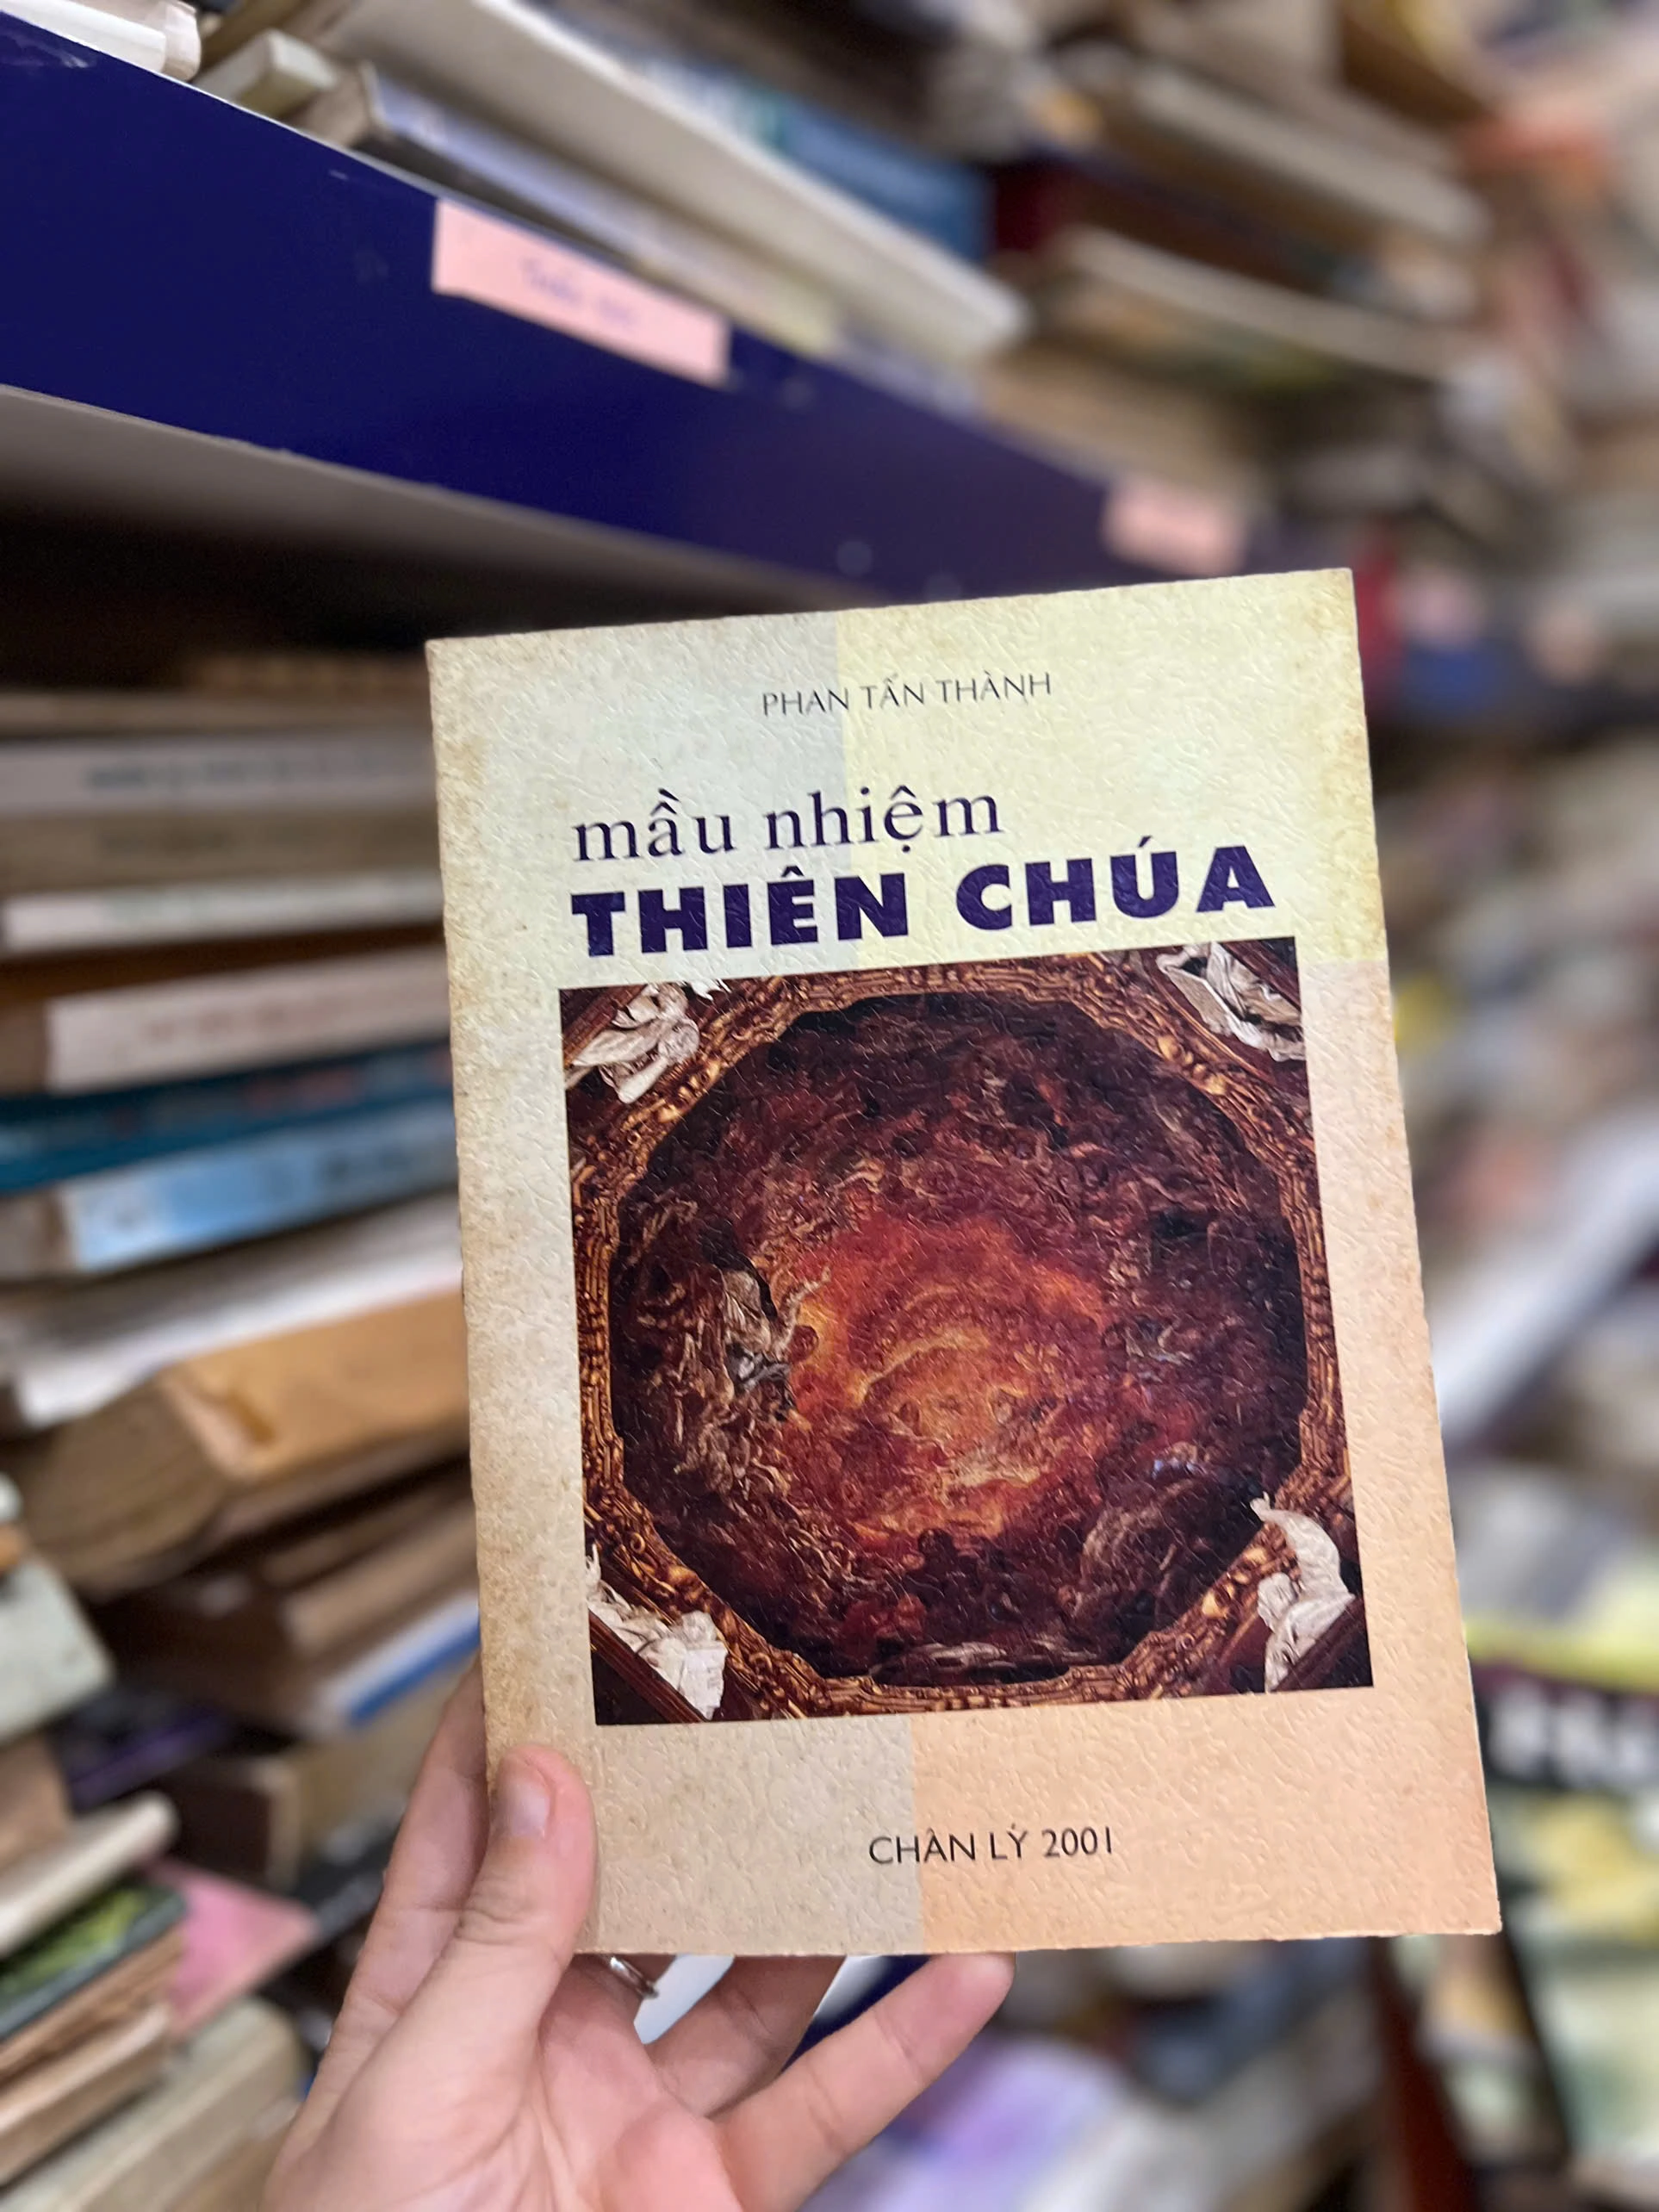 PHAN TẤN THÀNH
mầu nhiệm
THIÊN CHÚA
CHÂN LÝ 2001